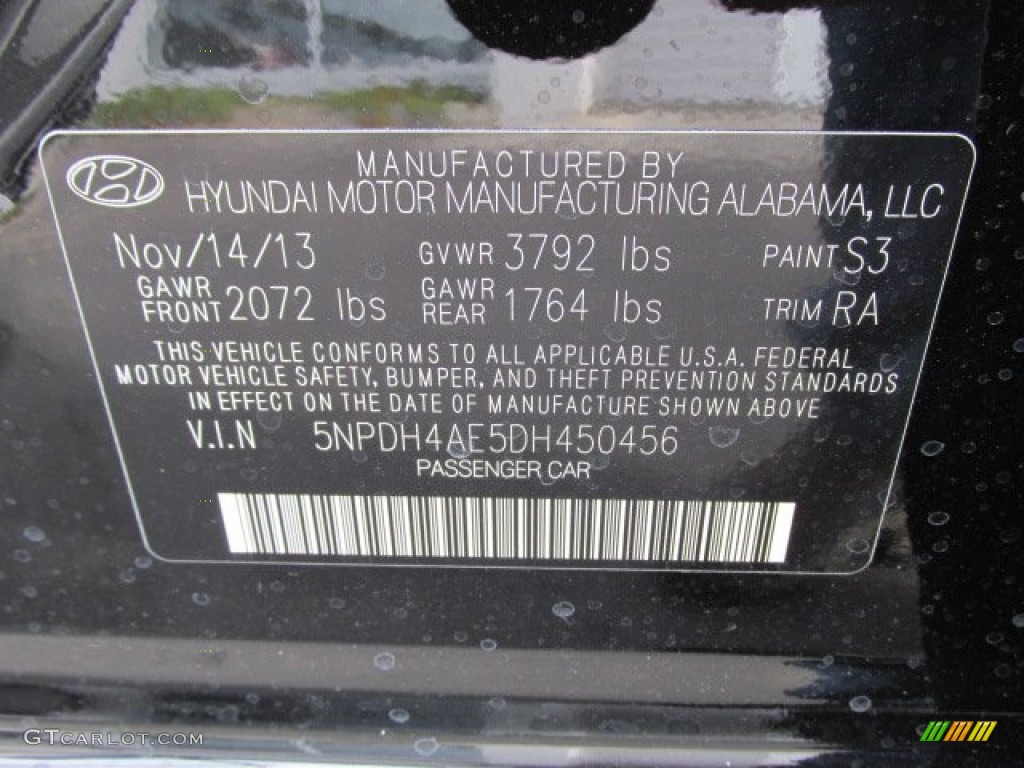 MANUFACTURED BY
HYUNDAI MOTOR MANUFACTURING ALABAMA, LLC
Nov/14/13 GVWR 3792 lbs PAINT S3
GAWR FRONT 2072 lbs GAWR REAR 1764 lbs TRIM RA
THIS VEHICLE CONFORMS TO ALL APPLICABLE U.S.A. FEDERAL
MOTOR VEHICLE SAFETY, BUMPER, AND THEFT PREVENTION STANDARDS
IN EFFECT ON THE DATE OF MANUFACTURE SHOWN ABOVE
V.I.N 5NPDH4AE5DH450456
PASSENGER CAR
GTCARLOT.COM